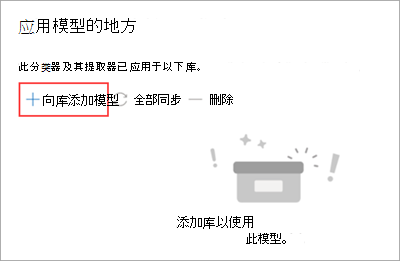 应用模型的地方
此分类器及其提取器已应用于以下库。
向库添加模型 全部同步 删除
添加库以使用
此模型。